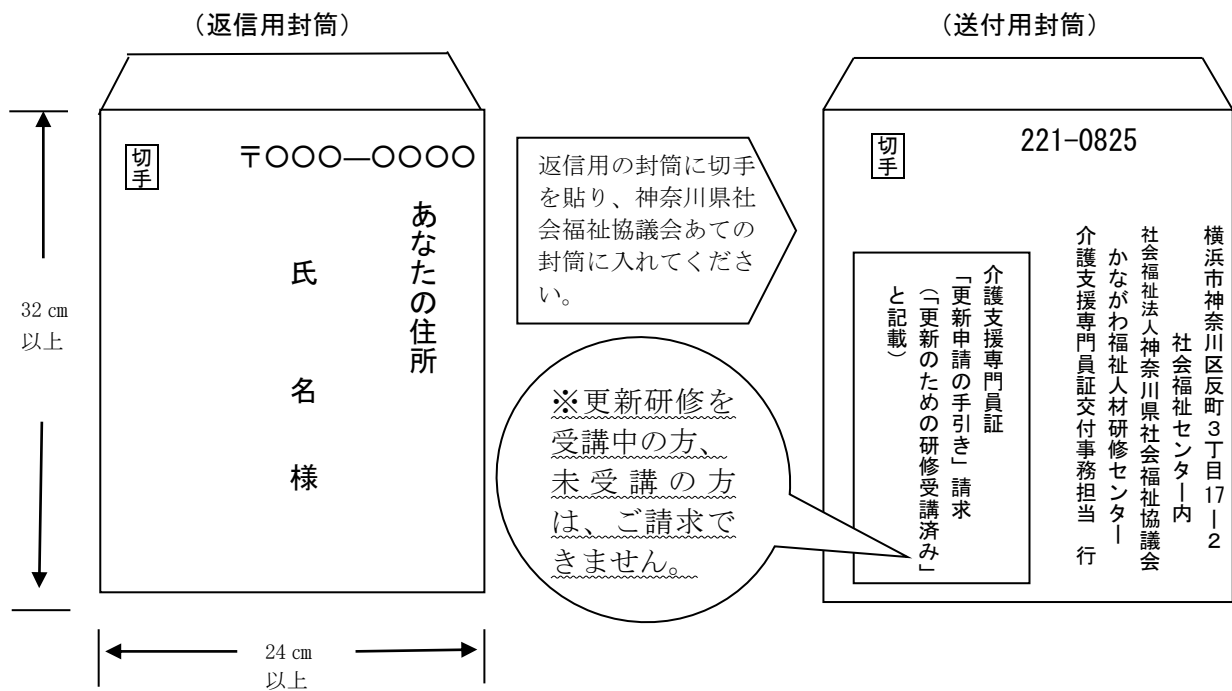 （返信用封筒）
切手
〒○○○―○○○○
あなたの住所
氏名様
32 cm
以上
24 cm
以上
返信用の封筒に切手
を貼り、神奈川県社
会福祉協議会あての
封筒に入れてくださ
い。
※更新研修を
受講中の方、
未受講の方
は、ご請求で
きません。
（送付用封筒）
切手
221-0825
横浜市神奈川区反町３丁目17―２
社会福祉センター内
社会福祉法人神奈川県社会福祉協議会
かながわ福祉人材研修センター
介護支援専門員証交付事務担当　行
介護支援専門員証
「更新申請の手引き」請求
（「更新のための研修受講済み」
と記載）